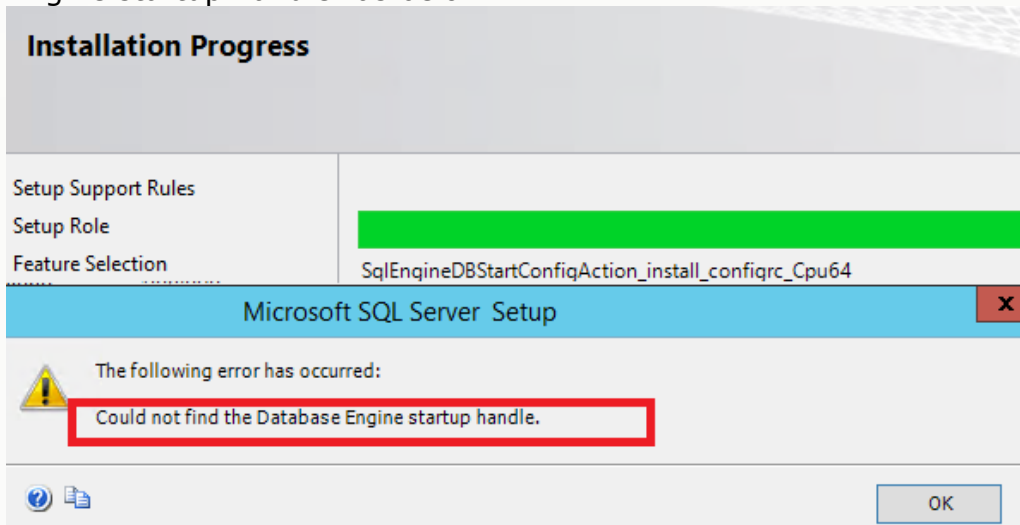 Installation Progress
Setup Support Rules
Setup Role
Feature Selection
SqlEngineDBStartConfigAction_install_configrc_Cpu64
Microsoft SQL Server Setup
X
The following error has occurred:
Could not find the Database Engine startup handle.
OK